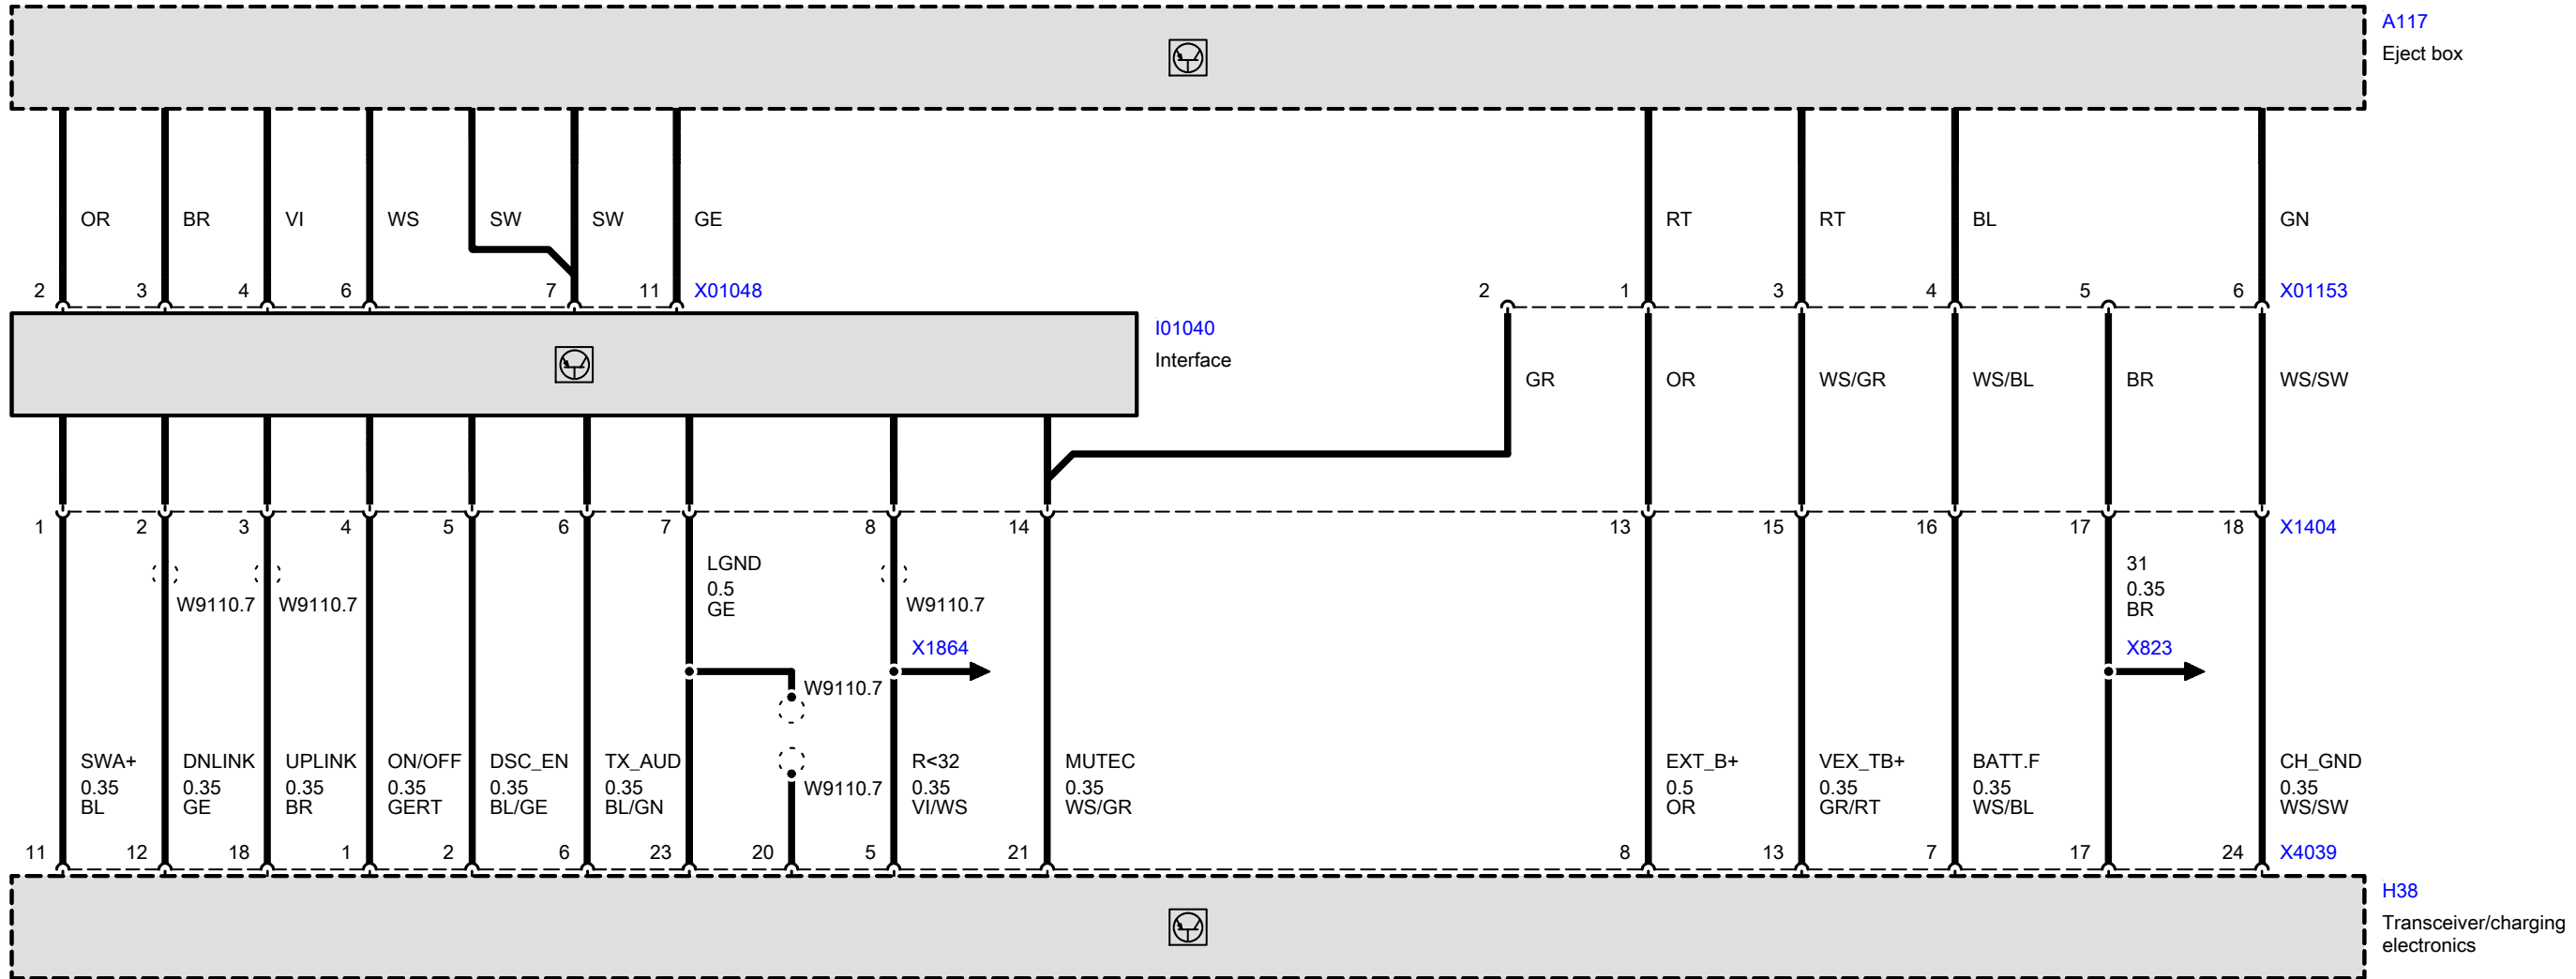 A117
Eject box
OR BR VI WS SW SW GE RT RT BL GN
2 3 4 6 7 11 X01048 2 1 3 4 5 6 X01153
I01040
Interface
GR OR WS/GR WS/BL BR WS/SW
1 2 3 4 5 6 7 8 14 13 15 16 17 18 X1404
LGND
0.5
GE
31
0.35
BR
W9110.7 W9110.7 W9110.7
X1864 X823
W9110.7
W9110.7
SWA+
0.35
BL
DNLINK
0.35
GE
UPLINK
0.35
BR
ON/OFF
0.35
GERT
DSC_EN
0.35
BL/GE
TX_AUD
0.35
BL/GN
R<32
0.35
VI/WS
MUTEC
0.35
WS/GR
EXT_B+
0.5
OR
VEX_TB+
0.35
GR/RT
BATT.F
0.35
WS/BL
CH_GND
0.35
WS/SW
11 12 18 1 2 6 23 20 5 21 8 13 7 17 24 X4039
H38
Transceiver/charging
electronics